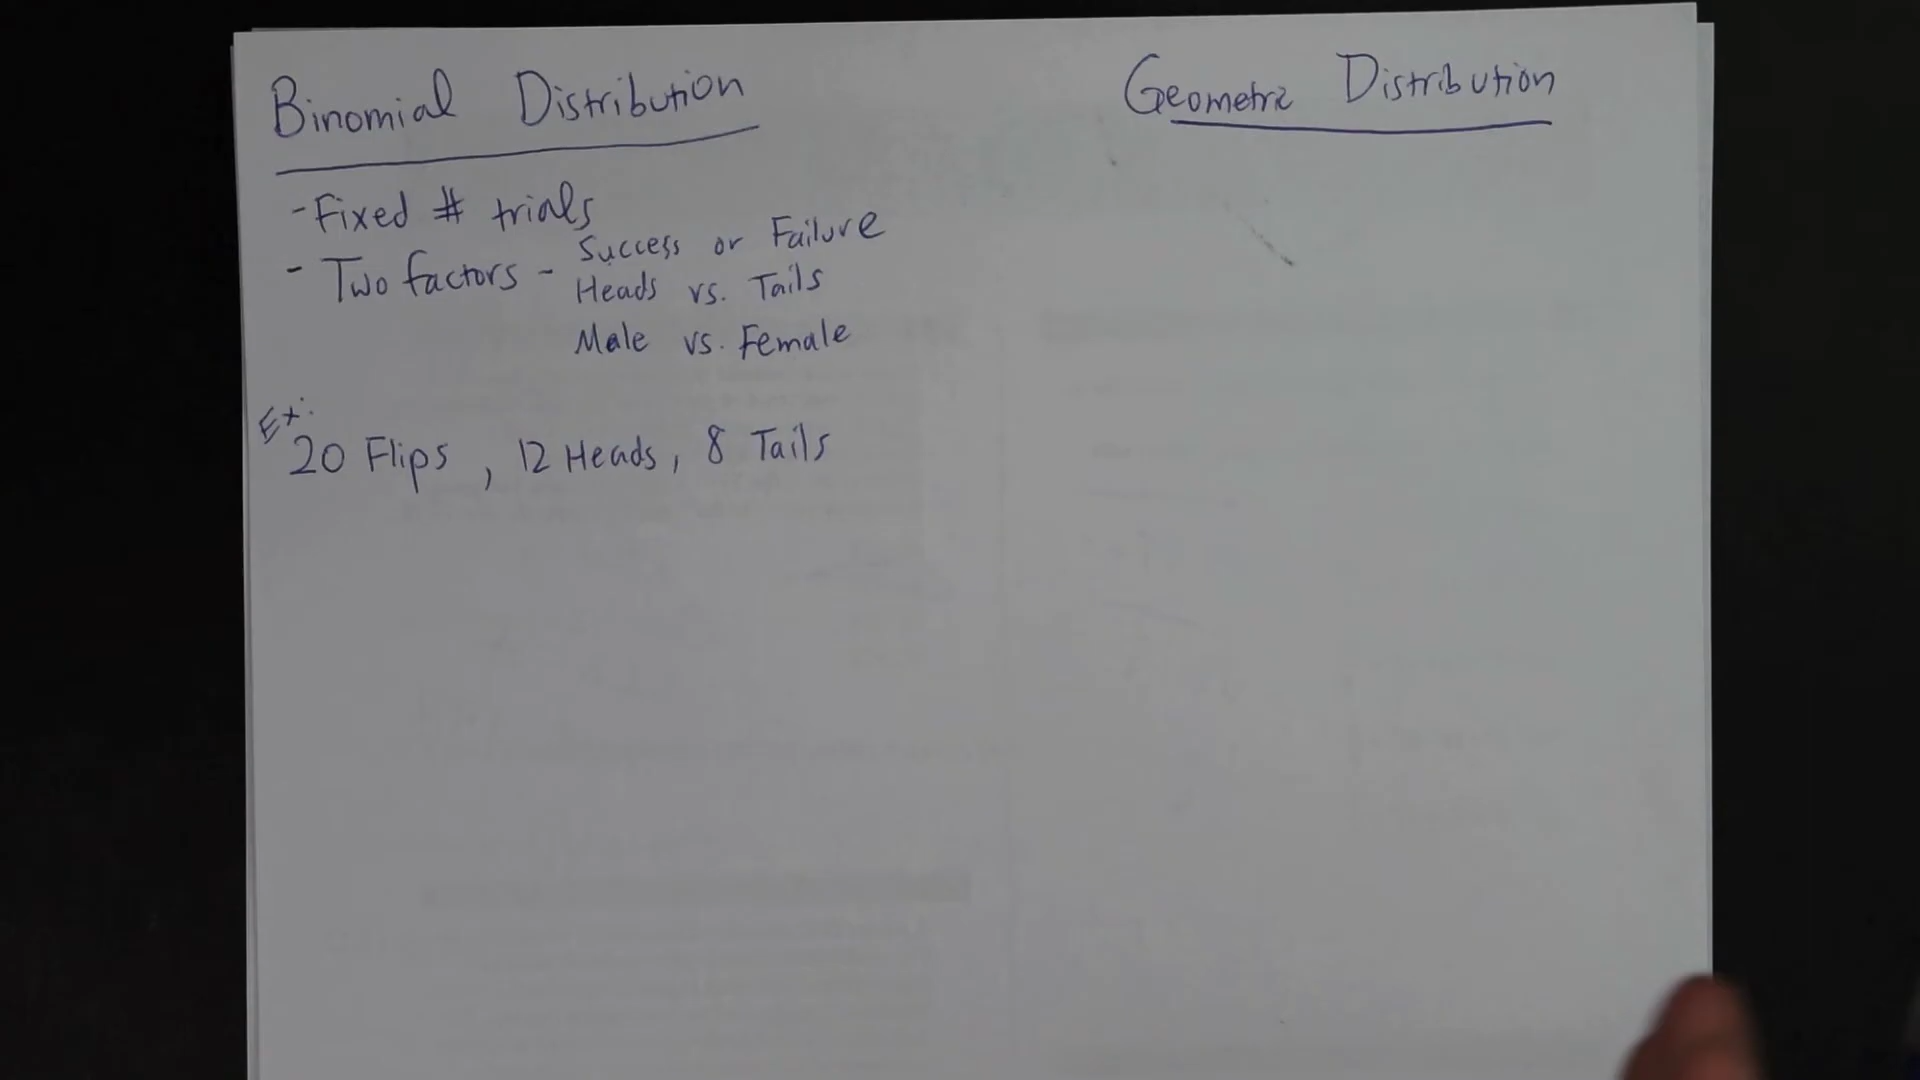 Binomial Distribution
- Fixed # trials
- Two factors - Success or Failure
Heads vs. Tails
Male vs. Female
Ex:
20 Flips, 12 Heads, 8 Tails
Geometric Distribution